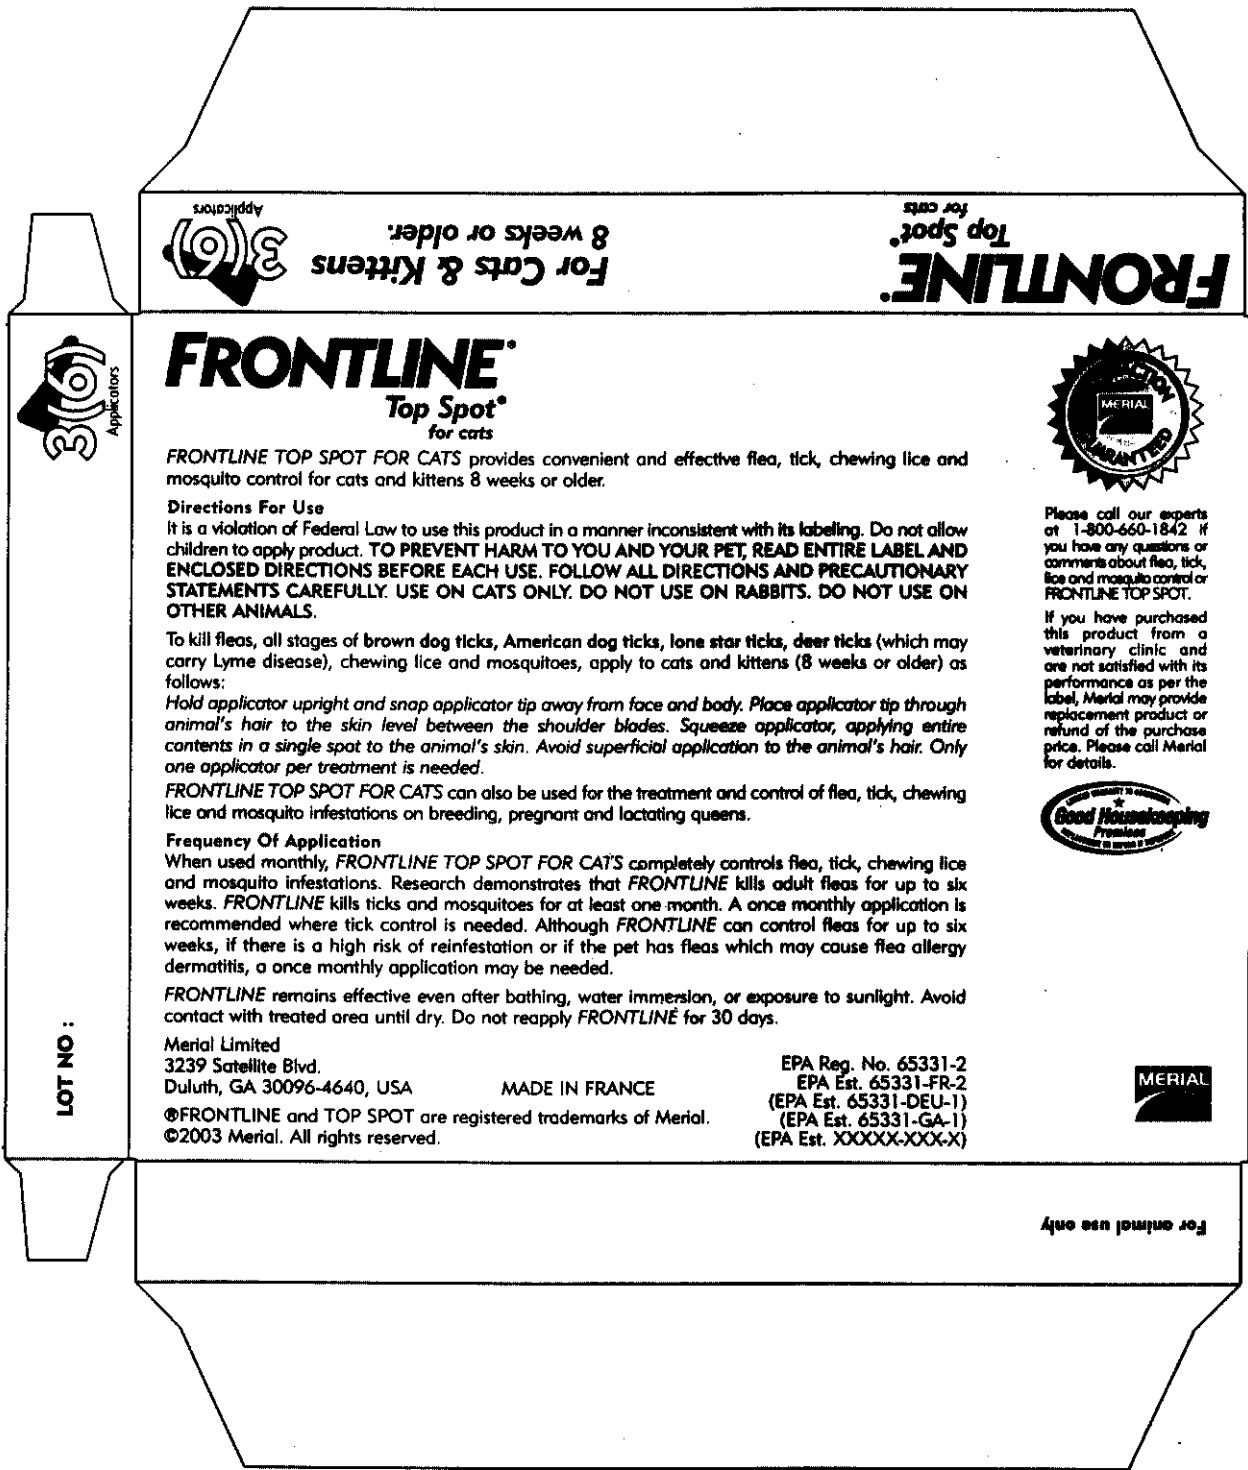 3(6)
Applicators
For Cats & Kittens
8 weeks or older.
FRONTLINE®
Top Spot®
for cats
3(6)
Applicators
LOT NO :
FRONTLINE®
Top Spot®
for cats
FRONTLINE TOP SPOT FOR CATS provides convenient and effective flea, tick, chewing lice and
mosquito control for cats and kittens 8 weeks or older.
Directions For Use
It is a violation of Federal Law to use this product in a manner inconsistent with its labeling. Do not allow
children to apply product. TO PREVENT HARM TO YOU AND YOUR PET, READ ENTIRE LABEL AND
ENCLOSED DIRECTIONS BEFORE EACH USE. FOLLOW ALL DIRECTIONS AND PRECAUTIONARY
STATEMENTS CAREFULLY. USE ON CATS ONLY. DO NOT USE ON RABBITS. DO NOT USE ON
OTHER ANIMALS.
To kill fleas, all stages of brown dog ticks, American dog ticks, lone star ticks, deer ticks (which may
carry Lyme disease), chewing lice and mosquitoes, apply to cats and kittens (8 weeks or older) as
follows:
Hold applicator upright and snap applicator tip away from face and body. Place applicator tip through
animal's hair to the skin level between the shoulder blades. Squeeze applicator, applying entire
contents in a single spot to the animal's skin. Avoid superficial application to the animal's hair. Only
one applicator per treatment is needed.
FRONTLINE TOP SPOT FOR CATS can also be used for the treatment and control of flea, tick, chewing
lice and mosquito infestations on breeding, pregnant and lactating queens.
Frequency Of Application
When used monthly, FRONTLINE TOP SPOT FOR CATS completely controls flea, tick, chewing lice
and mosquito infestations. Research demonstrates that FRONTLINE kills adult fleas for up to six
weeks. FRONTLINE kills ticks and mosquitoes for at least one month. A once monthly application is
recommended where tick control is needed. Although FRONTLINE can control fleas for up to six
weeks, if there is a high risk of reinfestation or if the pet has fleas which may cause flea allergy
dermatitis, a once monthly application may be needed.
FRONTLINE remains effective even after bathing, water immersion, or exposure to sunlight. Avoid
contact with treated area until dry. Do not reapply FRONTLINE for 30 days.
Merial Limited
3239 Satellite Blvd.
Duluth, GA 30096-4640, USA
MADE IN FRANCE
®FRONTLINE and TOP SPOT are registered trademarks of Merial.
©2003 Merial. All rights reserved.
EPA Reg. No. 65331-2
EPA Est. 65331-FR-2
(EPA Est. 65331-DEU-1)
(EPA Est. 65331-GA-1)
(EPA Est. XXXXX-XXX-X)
MERIAL
GUARANTEED
Please call our experts
at 1-800-660-1842 if
you have any questions or
comments about flea, tick,
lice and mosquito control or
FRONTLINE TOP SPOT.
If you have purchased
this product from a
veterinary clinic and
are not satisfied with its
performance as per the
label, Merial may provide
replacement product or
refund of the purchase
price. Please call Merial
for details.
Good Housekeeping
Promises
MERIAL
For animal use only